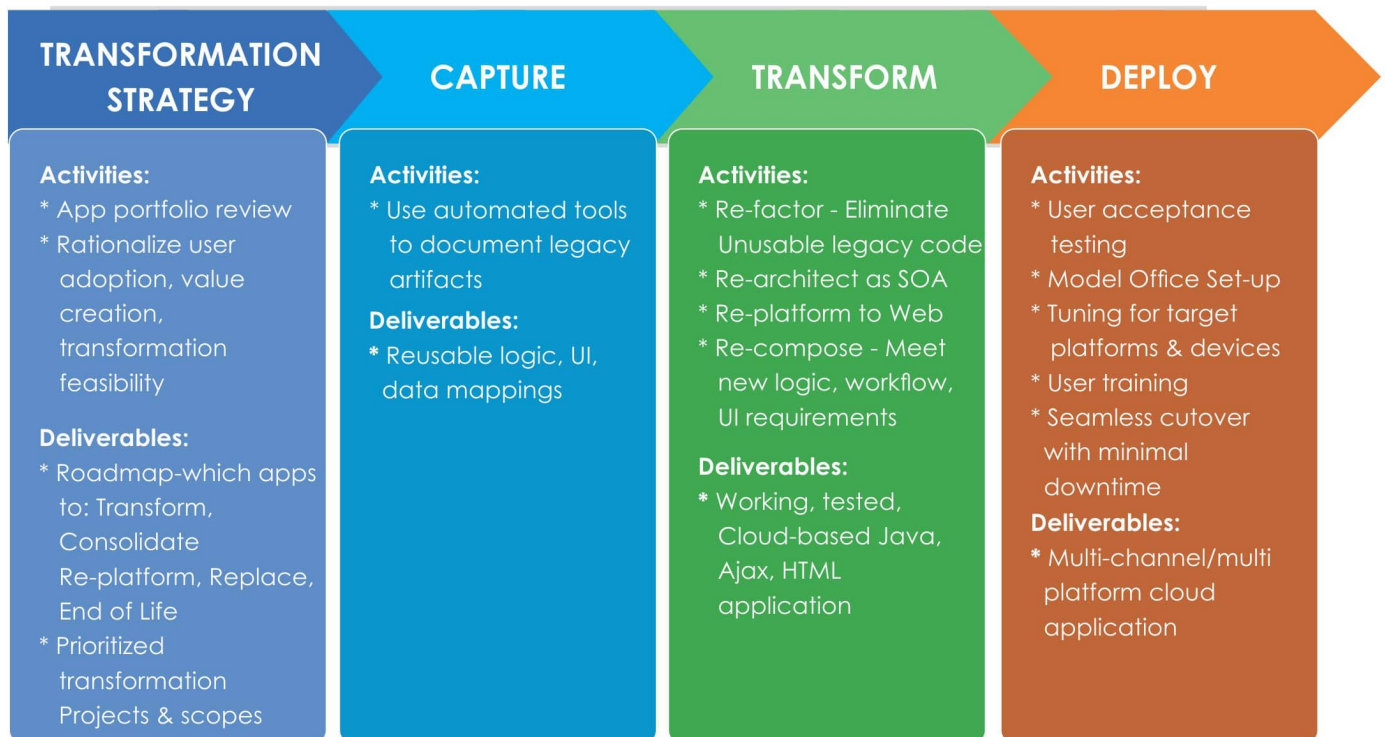 TRANSFORMATION
STRATEGY
Activities:
* App portfolio review
* Rationalize user
adoption, value
creation,
transformation
feasibility
Deliverables:
* Roadmap-which apps
to: Transform,
Consolidate
Re-platform, Replace,
End of Life
* Prioritized
transformation
Projects & scopes
CAPTURE
Activities:
* Use automated tools
to document legacy
artifacts
Deliverables:
* Reusable logic, UI,
data mappings
TRANSFORM
Activities:
* Re-factor - Eliminate
Unusable legacy code
* Re-architect as SOA
* Re-platform to Web
* Re-compose - Meet
new logic, workflow,
UI requirements
Deliverables:
* Working, tested,
Cloud-based Java,
Ajax, HTML
application
DEPLOY
Activities:
* User acceptance
testing
* Model Office Set-up
* Tuning for target
platforms & devices
* User training
* Seamless cutover
with minimal
downtime
Deliverables:
* Multi-channel/multi
platform cloud
application